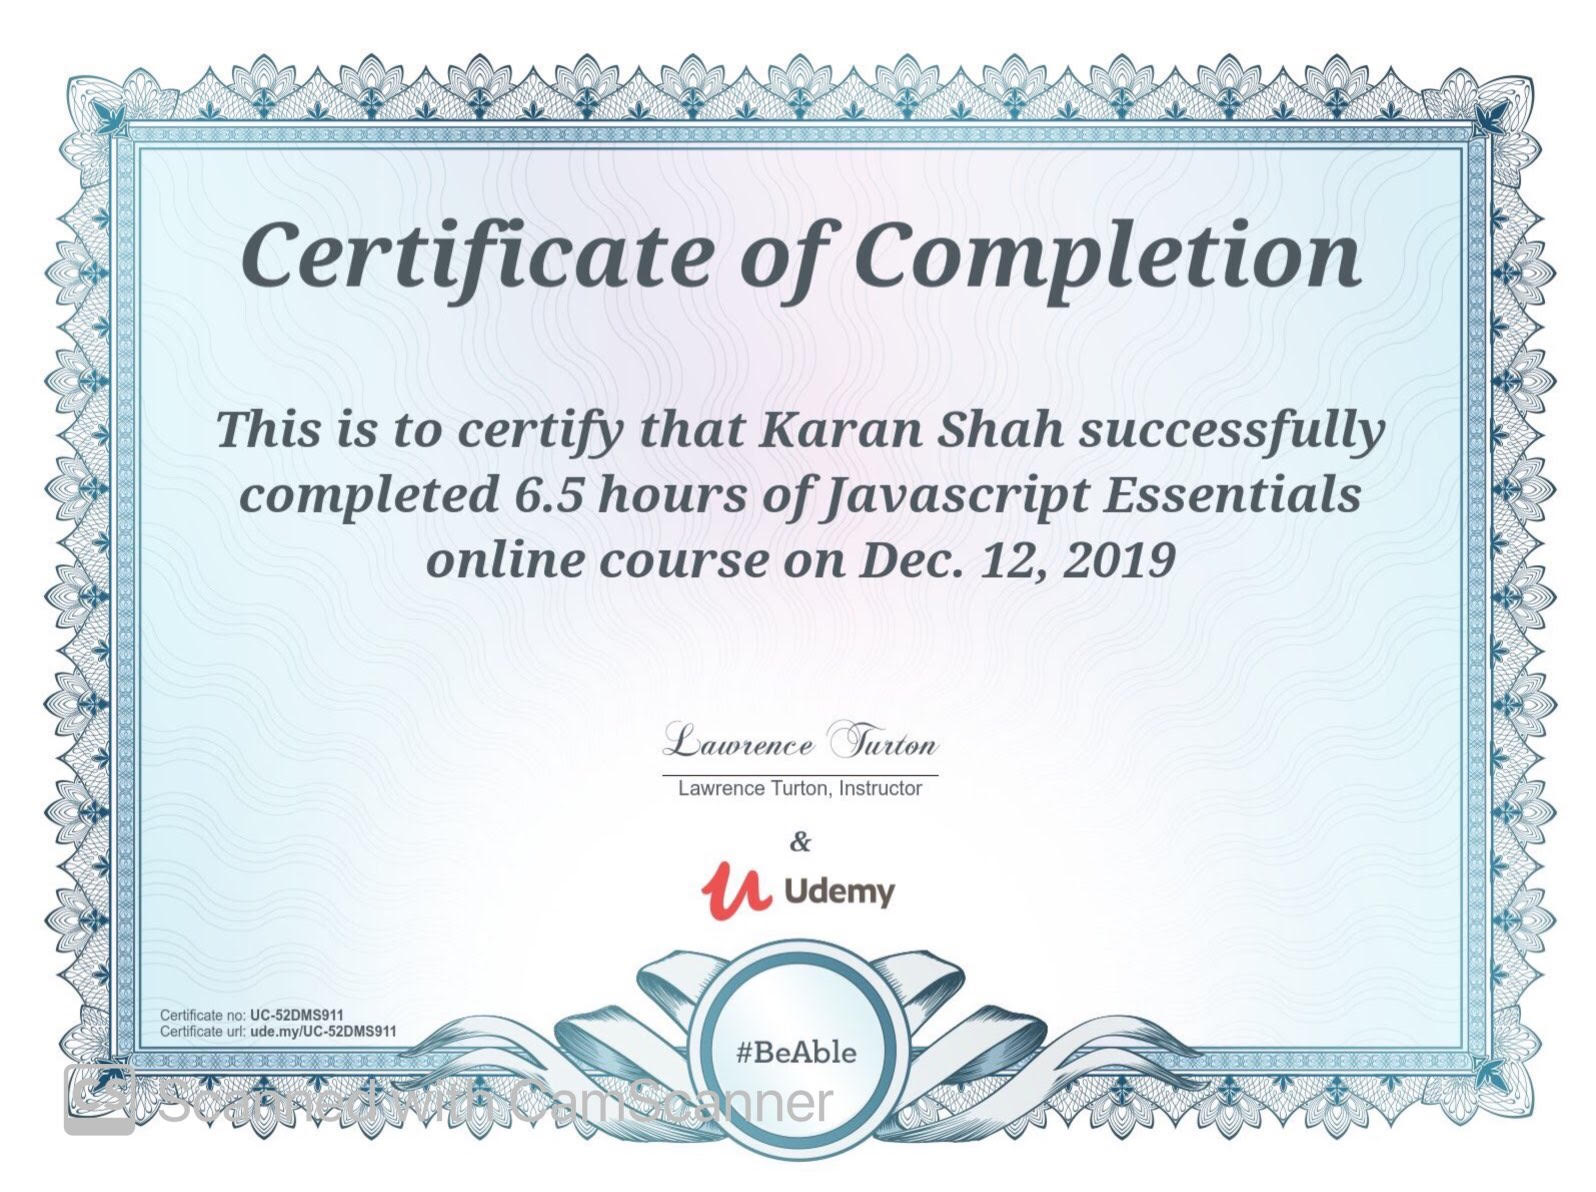 Certificate of Completion
This is to certify that Karan Shah successfully
completed 6.5 hours of Javascript Essentials
online course on Dec. 12, 2019
Lawrence Turton
Lawrence Turton, Instructor
&
Udemy
Certificate no: UC-52DMS911
Certificate url: ude.my/UC-52DMS911
#BeAble
CS Scanned with CamScanner